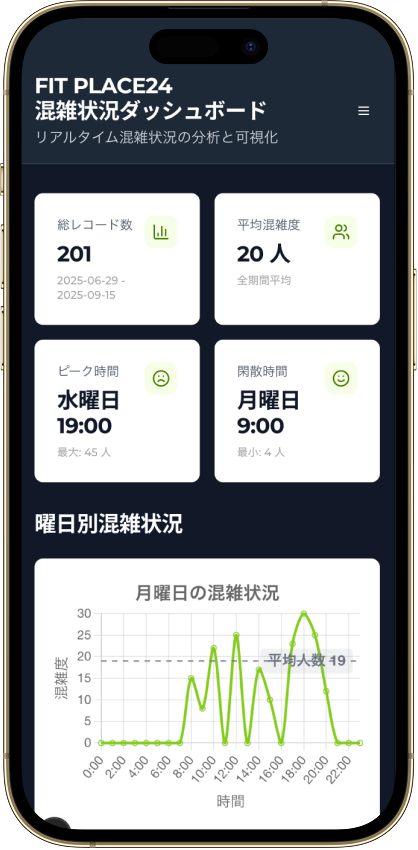 FIT PLACE24
混雑状況ダッシュボード
リアルタイム混雑状況の分析と可視化
総レコード数
201
2025-06-29 -
2025-09-15
平均混雑度
20 人
全期間平均
ピーク時間
水曜日
19:00
最大: 45 人
閑散時間
月曜日
9:00
最小: 4 人
曜日別混雑状況
月曜日の混雑状況
混雑度
30
25
20
15
10
5
0
平均人数 19
0:00
2:00
4:00
6:00
8:00
10:00
12:00
14:00
16:00
18:00
20:00
22:00
時間